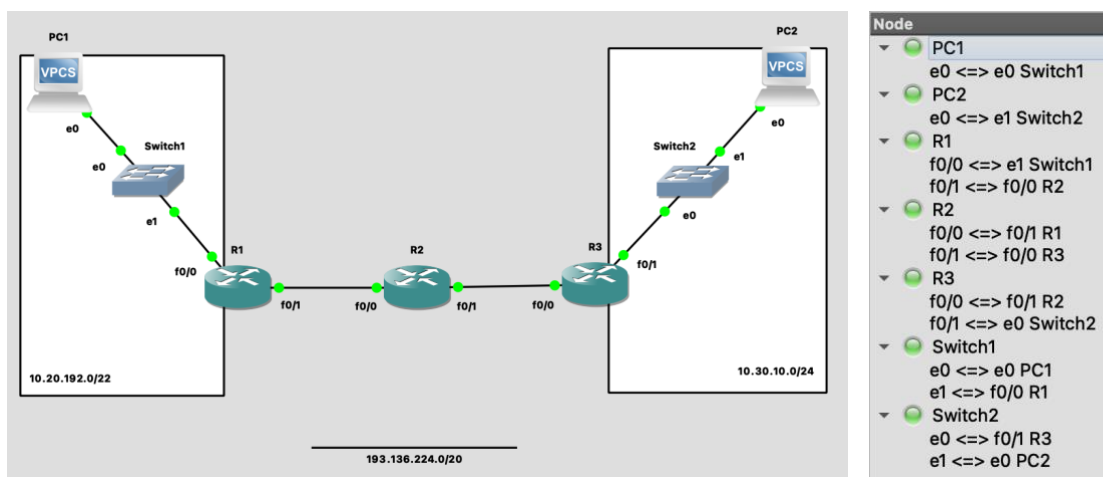 PC1
VPCS
e0
Switch1
e0
e1
R1
f0/0
f0/1
R2
f0/0
f0/1
PC2
VPCS
e0
Switch2
e1
e0
R3
f0/1
f0/0
10.20.192.0/22
10.30.10.0/24
193.136.224.0/20
Node
PC1
e0 <=> e0 Switch1
PC2
e0 <=> e1 Switch2
R1
f0/0 <=> e1 Switch1
f0/1 <=> f0/0 R2
R2
f0/0 <=> f0/1 R1
f0/1 <=> f0/0 R3
R3
f0/0 <=> f0/1 R2
f0/1 <=> e0 Switch2
Switch1
e0 <=> e0 PC1
e1 <=> f0/0 R1
Switch2
e0 <=> f0/1 R3
e1 <=> e0 PC2